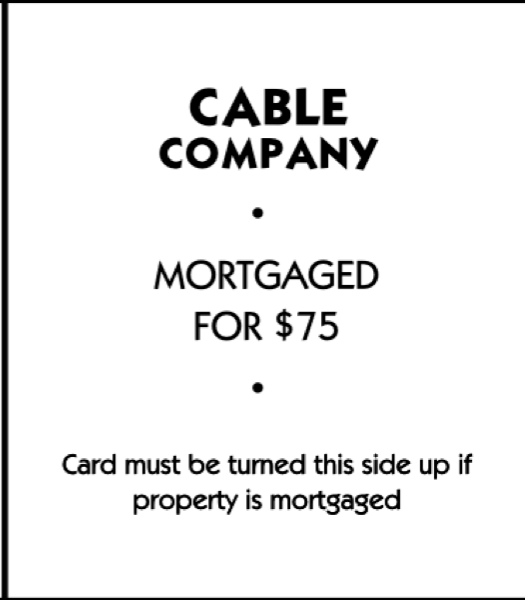 CABLE
COMPANY
•
MORTGAGED
FOR $75
•
Card must be turned this side up if
property is mortgaged